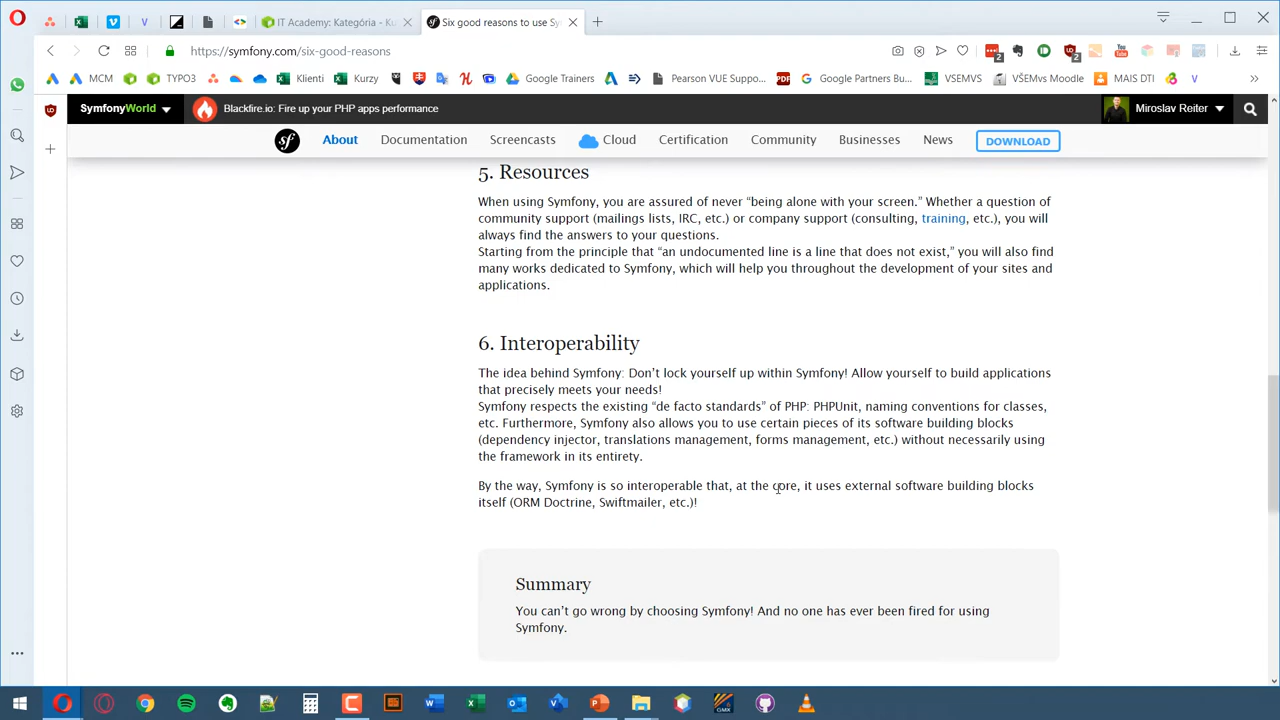 IT Academy: Kategória - Ku
Six good reasons to use Sy
https://symfony.com/six-good-reasons
2
2
MCM
TYPO3
Klienti
Kurzy
Google Trainers
Pearson VUE Suppo...
PDF
Google Partners Bu...
VSEMVS
VŠEMvs Moodle
MAIS DTI
SymfonyWorld
Blackfire.io: Fire up your PHP apps performance
Miroslav Reiter
sf
About
Documentation
Screencasts
Cloud
Certification
Community
Businesses
News
DOWNLOAD
5. Resources
When using Symfony, you are assured of never “being alone with your screen.” Whether a question of
community support (mailings lists, IRC, etc.) or company support (consulting, training, etc.), you will
always find the answers to your questions.
Starting from the principle that “an undocumented line is a line that does not exist,” you will also find
many works dedicated to Symfony, which will help you throughout the development of your sites and
applications.
6. Interoperability
The idea behind Symfony: Don’t lock yourself up within Symfony! Allow yourself to build applications
that precisely meets your needs!
Symfony respects the existing “de facto standards” of PHP: PHPUnit, naming conventions for classes,
etc. Furthermore, Symfony also allows you to use certain pieces of its software building blocks
(dependency injector, translations management, forms management, etc.) without necessarily using
the framework in its entirety.
By the way, Symfony is so interoperable that, at the core, it uses external software building blocks
itself (ORM Doctrine, Swiftmailer, etc.)!
Summary
You can’t go wrong by choosing Symfony! And no one has ever been fired for using
Symfony.